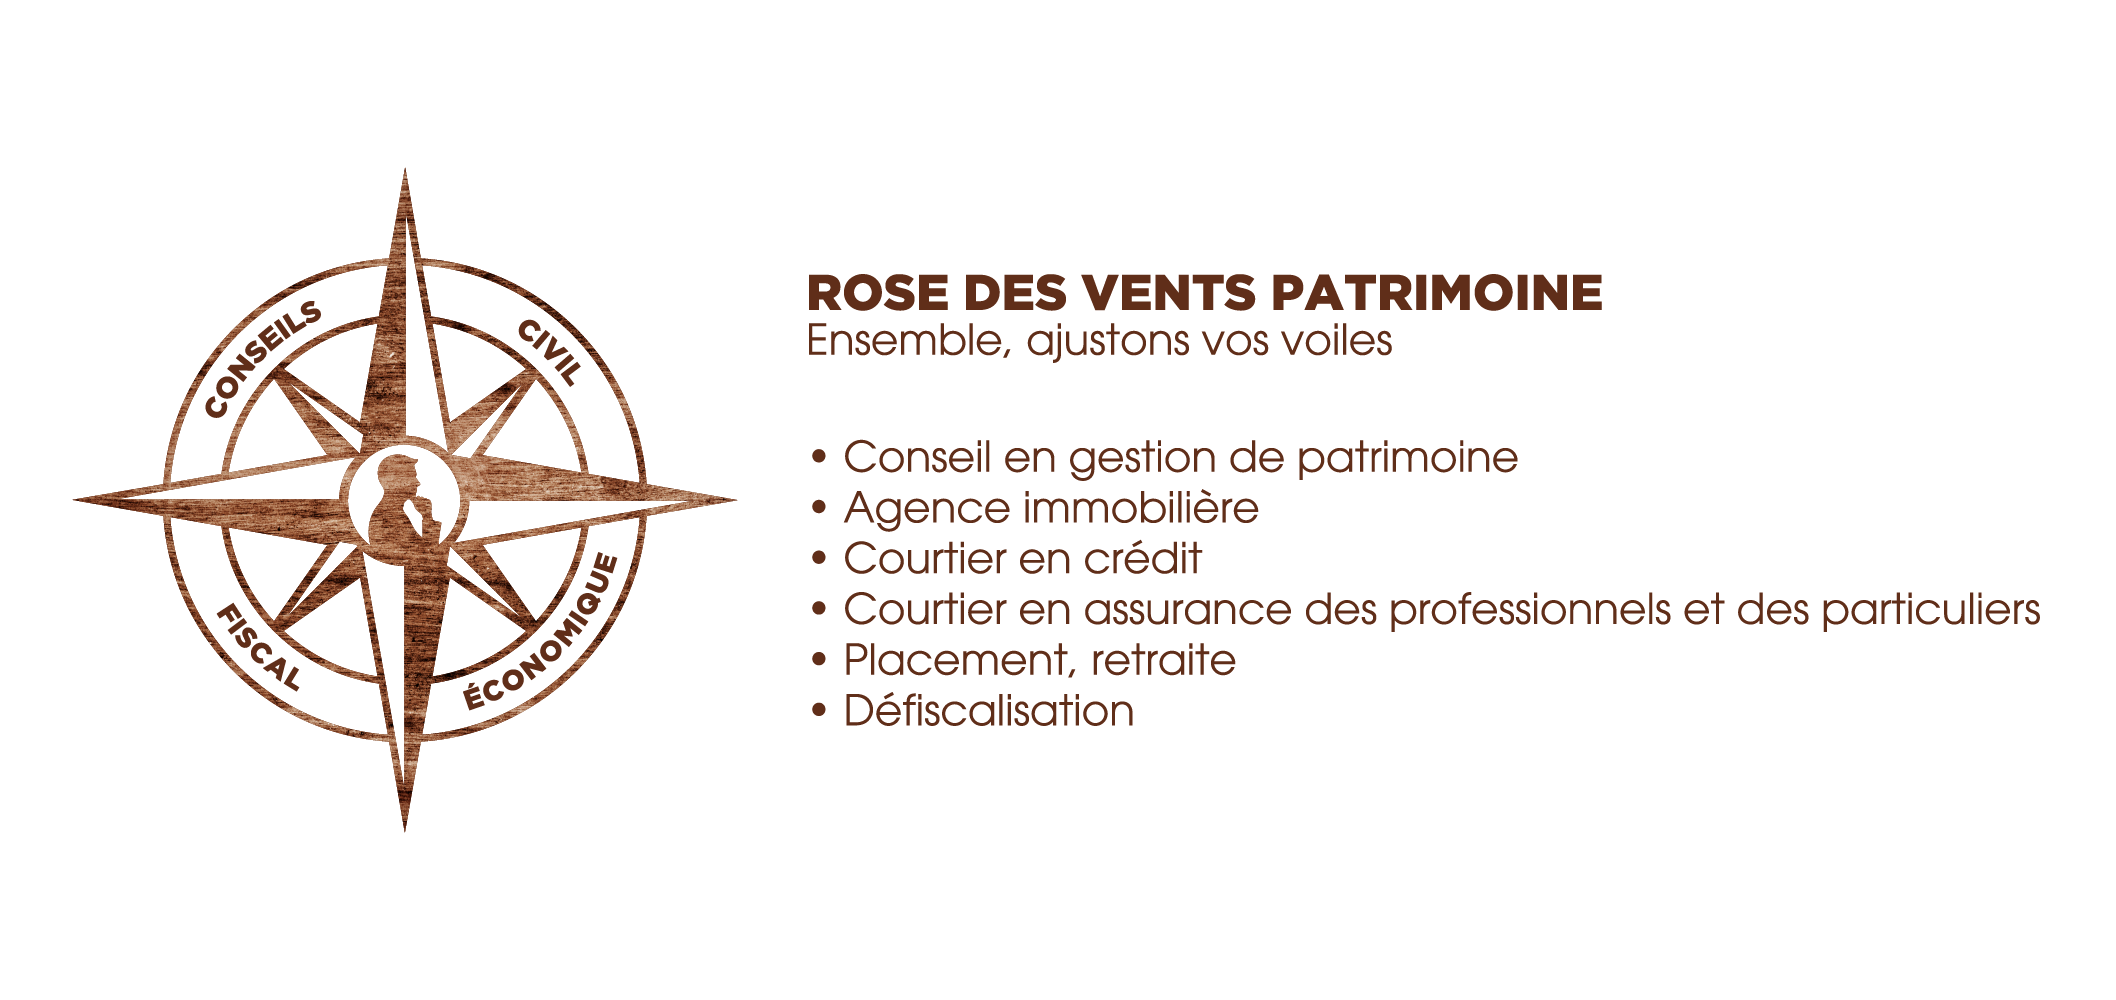 CONSEILS
CIVIL
FISCAL
ÉCONOMIQUE
ROSE DES VENTS PATRIMOINE
Ensemble, ajustons vos voiles
• Conseil en gestion de patrimoine
• Agence immobilière
• Courtier en crédit
• Courtier en assurance des professionnels et des particuliers
• Placement, retraite
• Défiscalisation